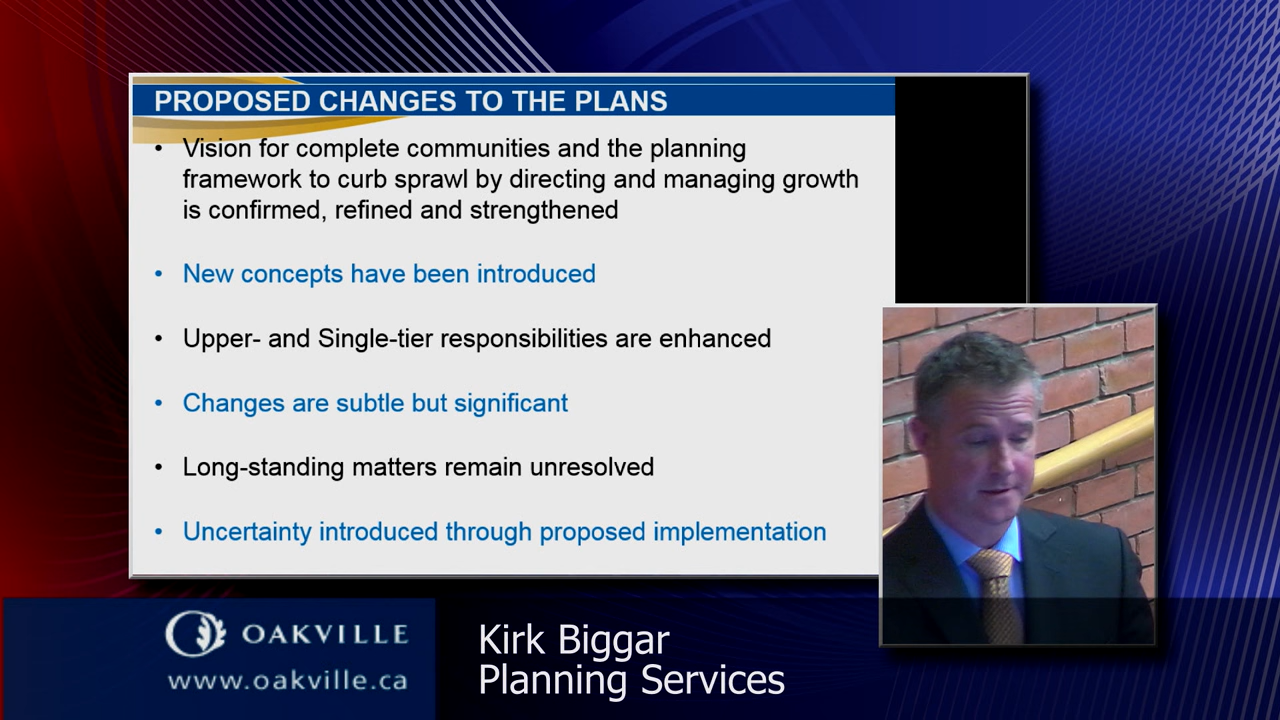 PROPOSED CHANGES TO THE PLANS
• Vision for complete communities and the planning
framework to curb sprawl by directing and managing growth
is confirmed, refined and strengthened
• New concepts have been introduced
• Upper- and Single-tier responsibilities are enhanced
• Changes are subtle but significant
• Long-standing matters remain unresolved
• Uncertainty introduced through proposed implementation
OAKVILLE
www.oakville.ca
Kirk Biggar
Planning Services